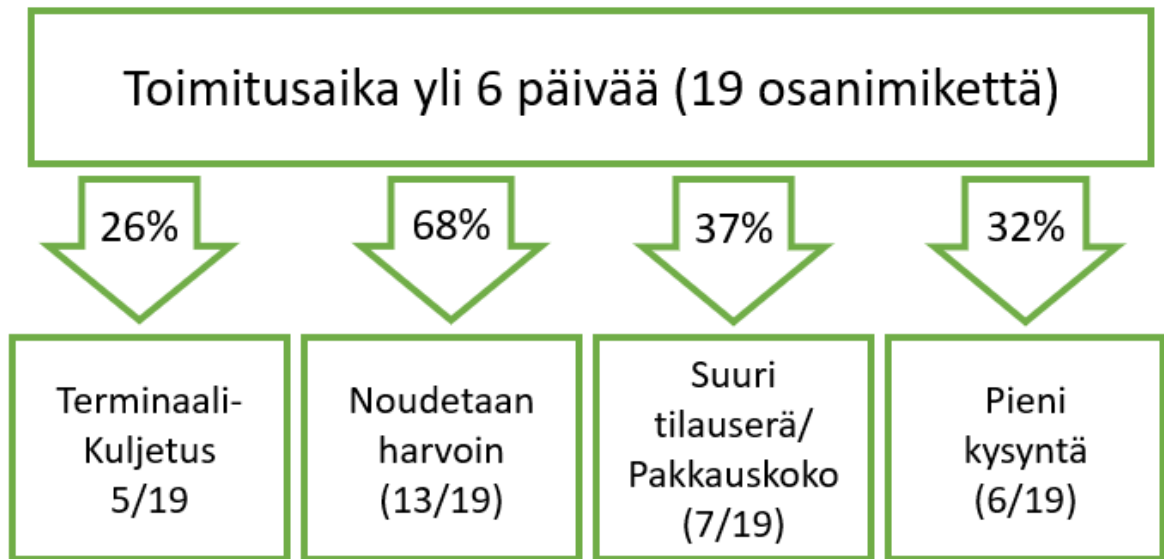 Toimitusaika yli 6 päivää (19 osanimikettä)
26%
68%
37%
32%
Terminaali-
Kuljetus
5/19
Noudetaan
harvoin
(13/19)
Suuri
tilauserä/
Pakkauskoko
(7/19)
Pieni
kysyntä
(6/19)